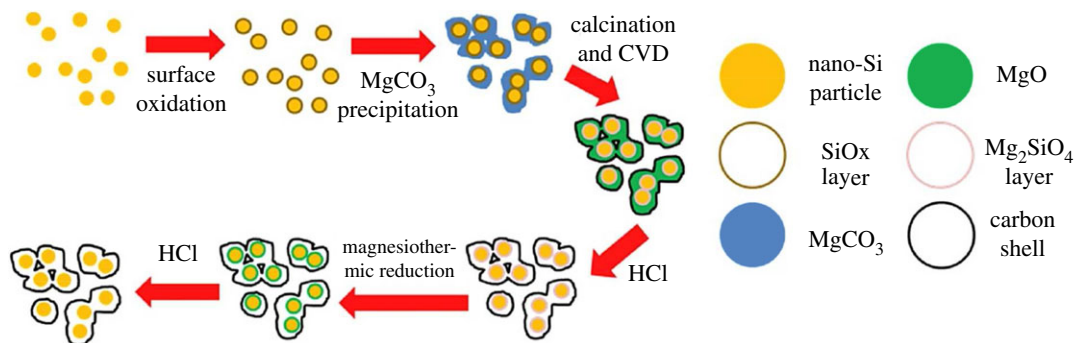 surface
oxidation
MgCO₃
precipitation
calcination
and CVD
HCl
magnesiother-
mic reduction
HCl
nano-Si
particle
MgO
SiOx
layer
Mg₂SiO₄
layer
MgCO₃
carbon
shell